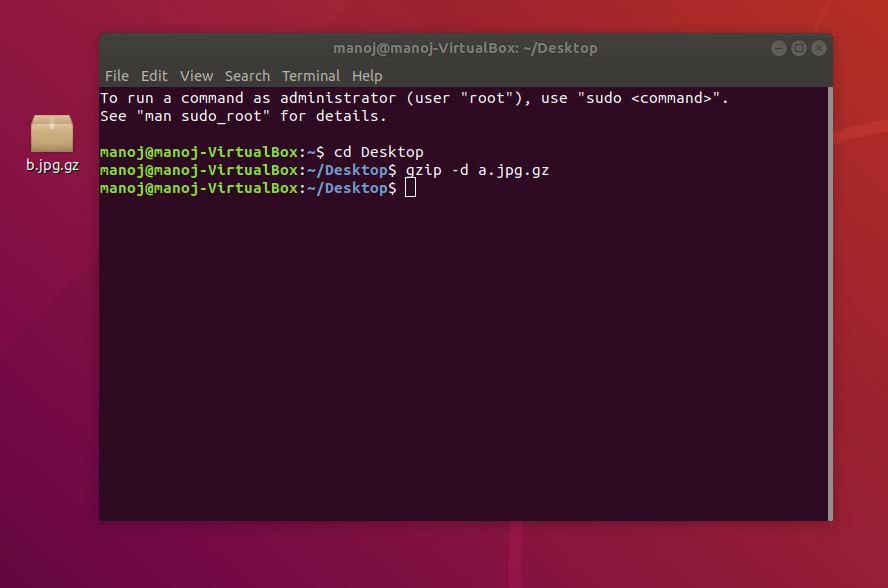 manoj@manoj-VirtualBox: ~/Desktop
File Edit View Search Terminal Help
To run a command as administrator (user "root"), use "sudo <command>".
See "man sudo_root" for details.
manoj@manoj-VirtualBox:~$ cd Desktop
manoj@manoj-VirtualBox:~/Desktop$ gzip -d a.jpg.gz
manoj@manoj-VirtualBox:~/Desktop$
b.jpg.gz